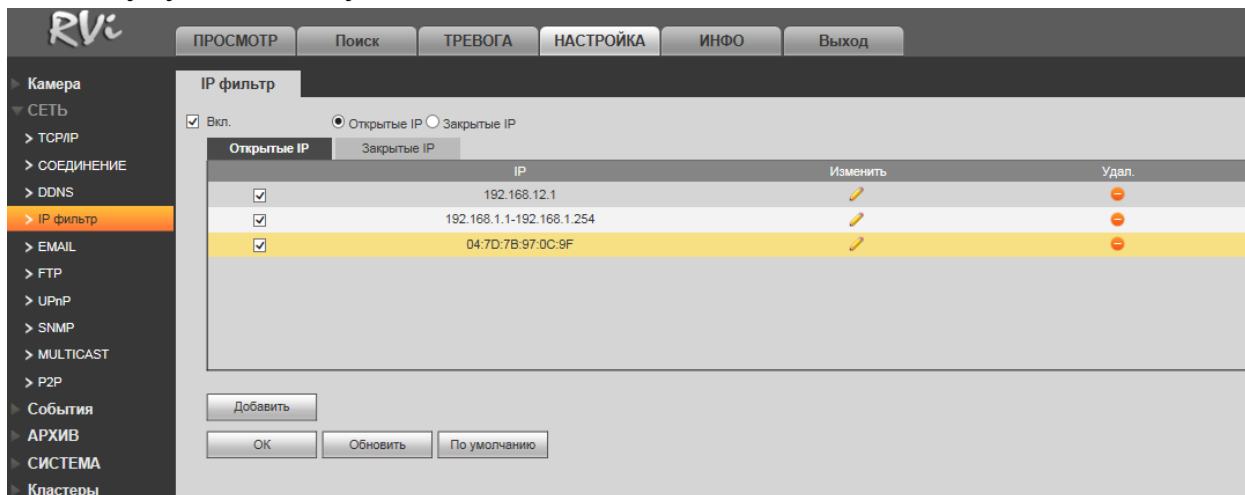 RVi
ПРОСМОТР Поиск ТРЕВОГА НАСТРОЙКА ИНФО Выход
Камера
СЕТЬ
> TCP/IP
> СОЕДИНЕНИЕ
> DDNS
> IP фильтр
> EMAIL
> FTP
> UPnP
> SNMP
> MULTICAST
> P2P
События
АРХИВ
СИСТЕМА
Кластеры
IP фильтр
Вкл. Открытые IP Закрытые IP
Открытые IP Закрытые IP
IP Изменить Удал.
192.168.12.1
192.168.1.1-192.168.1.254
04:7D:7B:97:0C:9F
Добавить
OK Обновить По умолчанию